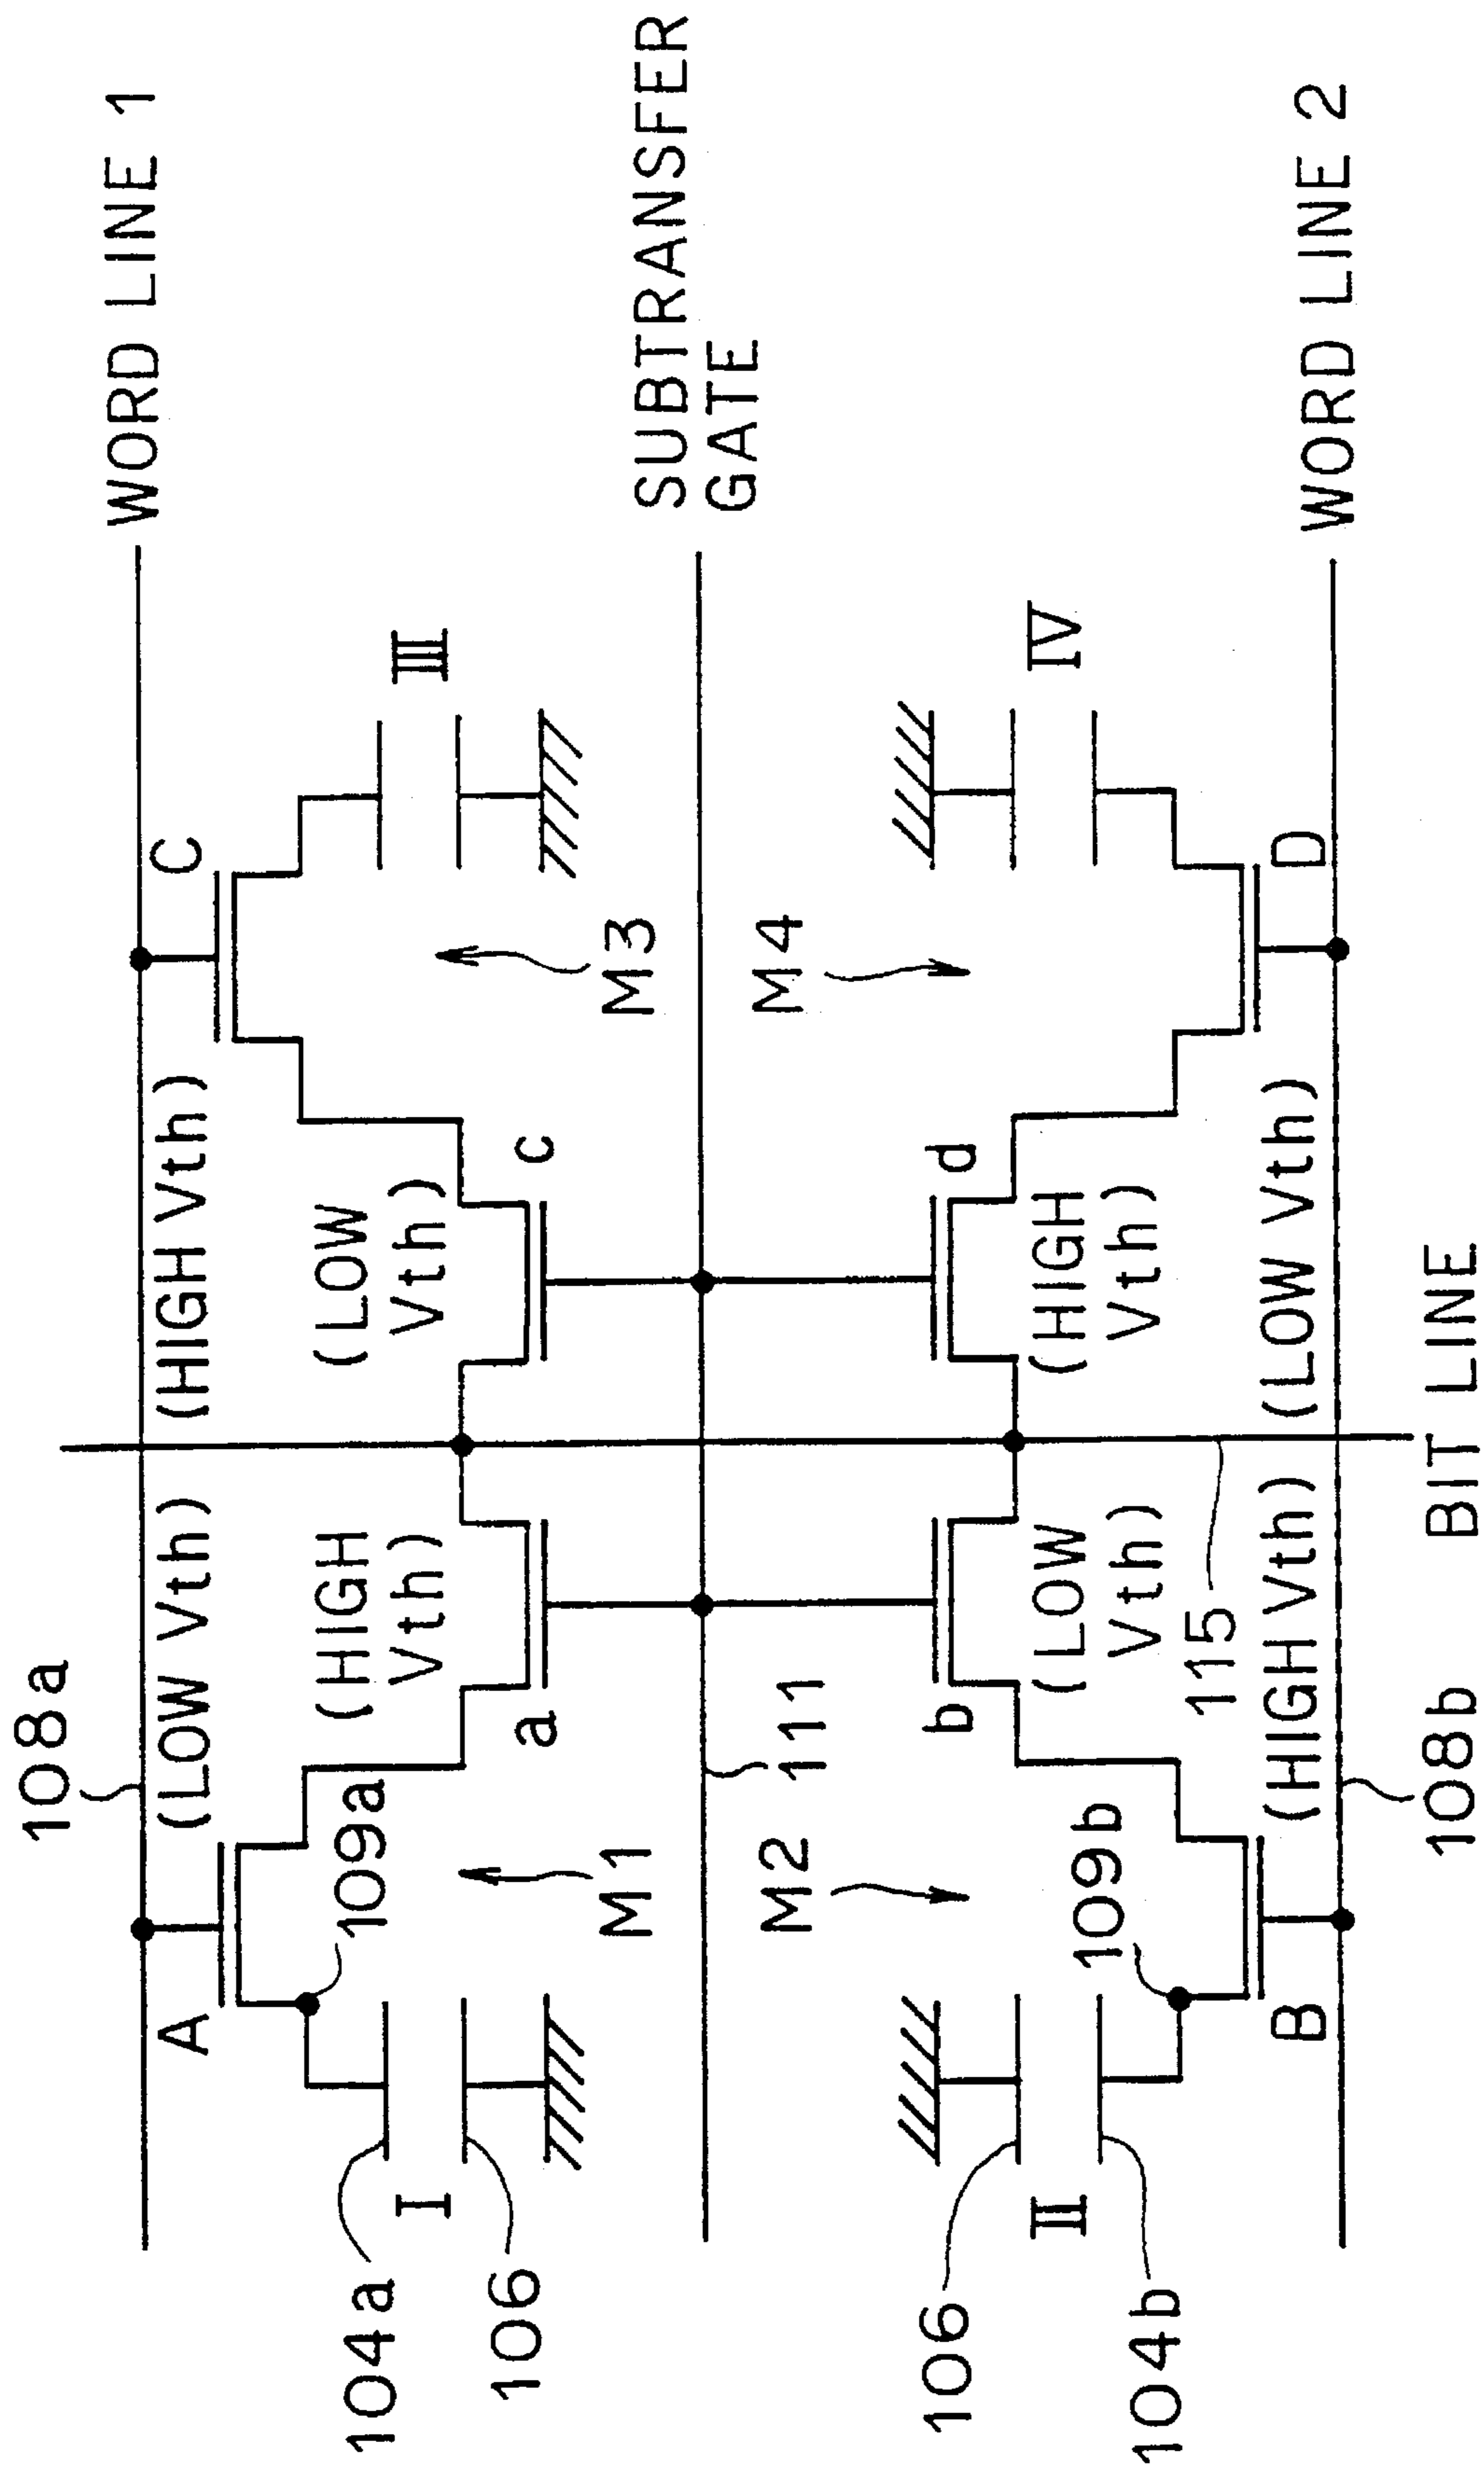 108a
WORD LINE 1
A
(LOW Vth)
(HIGH Vth)
C
109a
104a
I
106
(HIGH
Vth)
a
(LOW
Vth)
c
III
M1
M3
SUBTRANSFER
GATE
111
M2
M4
106
II
104b
109b
b
(LOW
Vth)
d
(HIGH
Vth)
IV
115
B
(HIGH Vth)
(LOW Vth)
D
WORD LINE 2
108b
BIT LINE